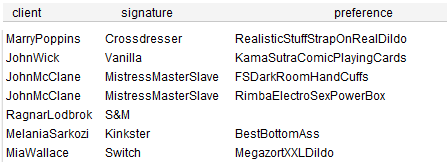 client signature preference
MarryPoppins Crossdresser RealisticStuffStrapOnRealDildo
JohnWick Vanilla KamaSutraComicPlayingCards
JohnMcClane MistressMasterSlave FSDarkRoomHandCuffs
JohnMcClane MistressMasterSlave RimbaElectroSexPowerBox
RagnarLodbrok S&M
MelaniaSarkozi Kinkster BestBottomAss
MiaWallace Switch MegazortXXLDildo